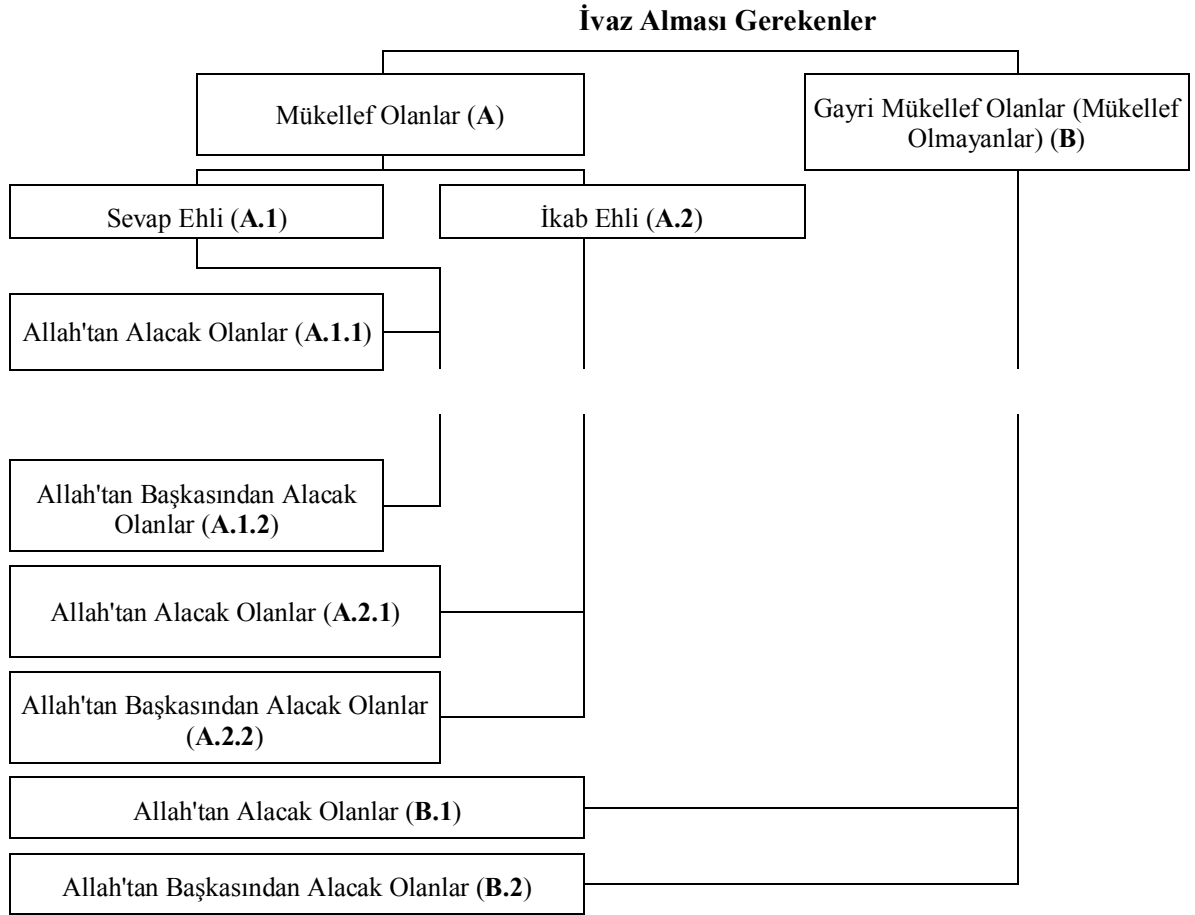 İvaz Alması Gerekenler
Mükellef Olanlar (A)
Gayri Mükellef Olanlar (Mükellef
Olmayanlar) (B)
Sevap Ehli (A.1)
İkab Ehli (A.2)
Allah'tan Alacak Olanlar (A.1.1)
Allah'tan Başkasından Alacak
Olanlar (A.1.2)
Allah'tan Alacak Olanlar (A.2.1)
Allah'tan Başkasından Alacak Olanlar
(A.2.2)
Allah'tan Alacak Olanlar (B.1)
Allah'tan Başkasından Alacak Olanlar (B.2)